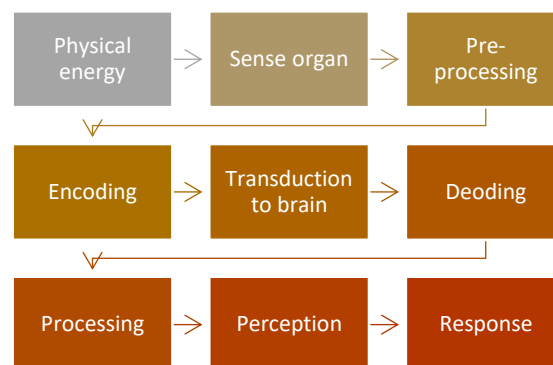 Physical
energy
Sense organ
Pre-
processing
Encoding
Transduction
to brain
Deoding
Processing
Perception
Response